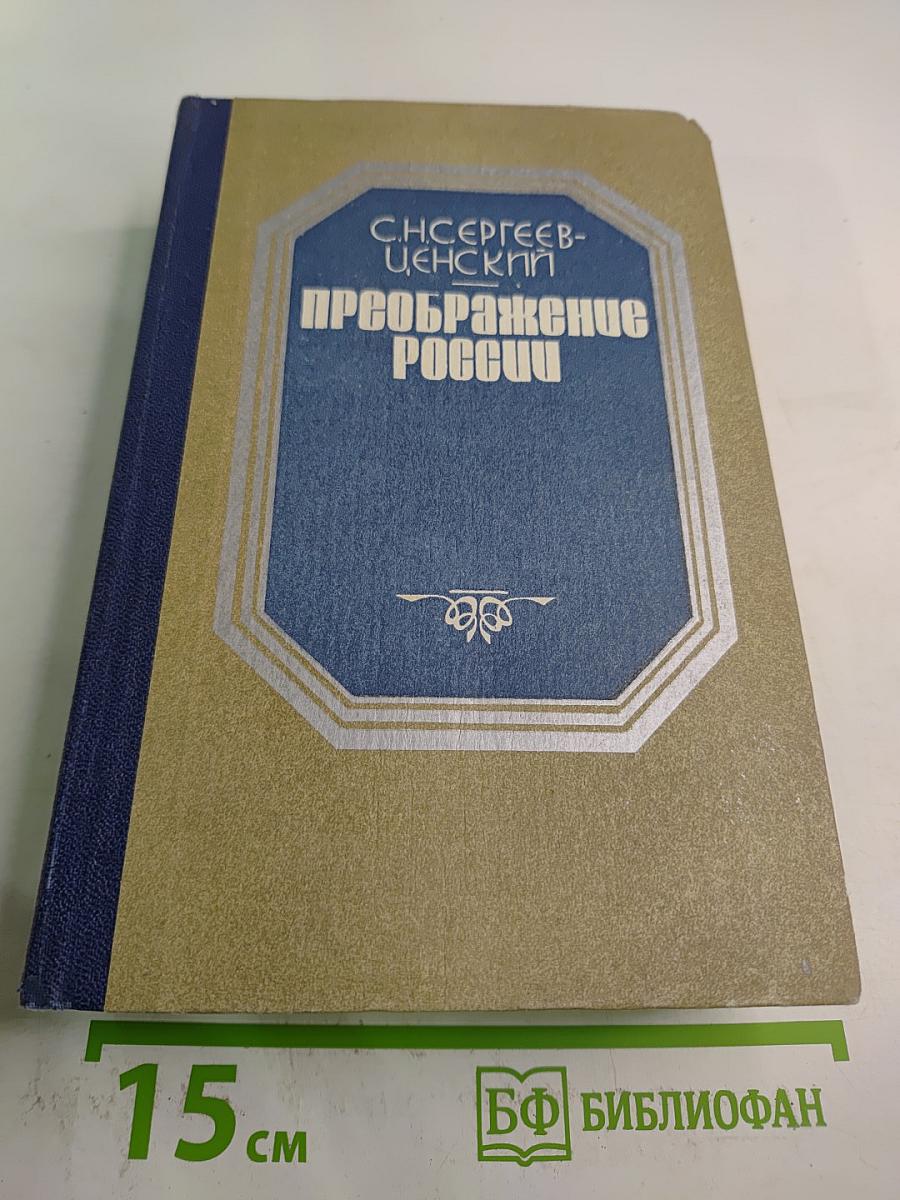 С.Н.СЕРГЕЕВ-
ЦЕНСКИЙ
ПРЕОБРАЖЕНИЕ
РОССИИ
15 см
БФ БИБЛИОФАН